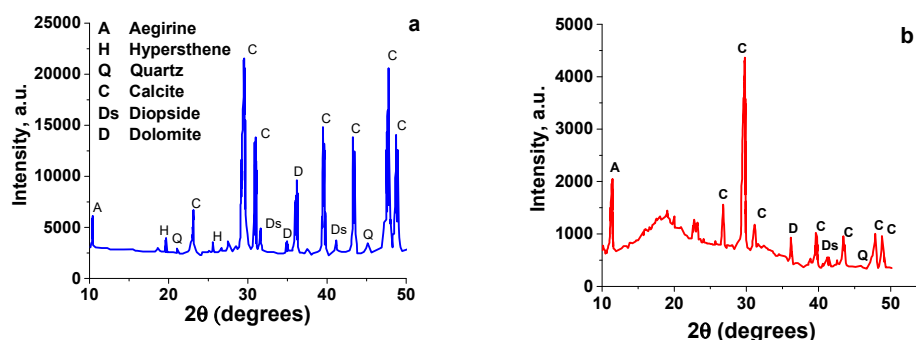 a
A Aegirine
H Hypersthene
Q Quartz
C Calcite
Ds Diopside
D Dolomite
25000
20000
15000
10000
5000
0
Intensity, a.u.
A
H
Q
C
H
C
C
Ds
D
D
C
Ds
C
Q
C
C
10
20
30
40
50
2θ (degrees)
b
5000
4000
3000
2000
1000
0
Intensity, a.u.
A
C
C
C
D
C
Ds
C
Q
C
C
10
20
30
40
50
2θ (degrees)